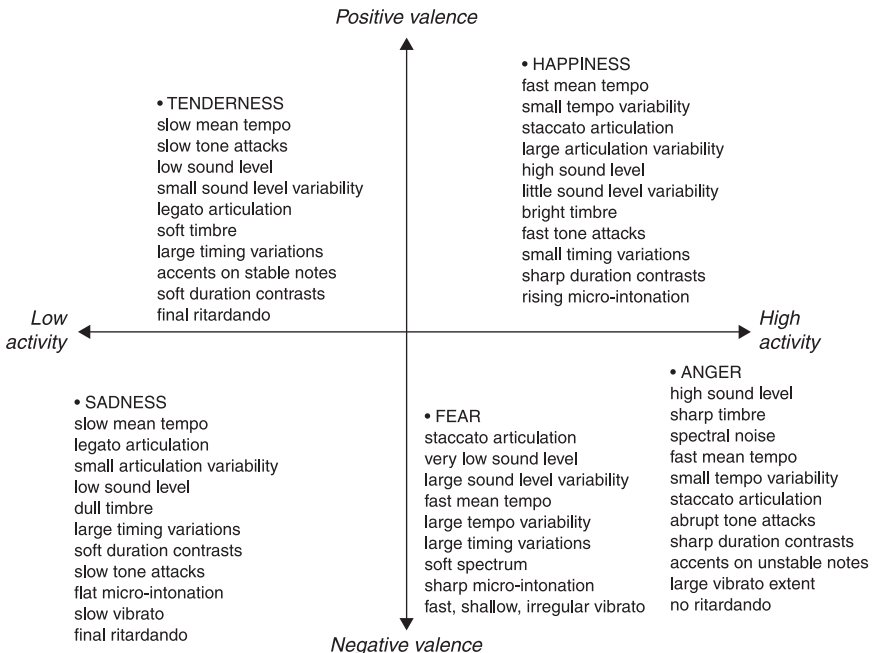 Positive valence
• HAPPINESS
fast mean tempo
small tempo variability
staccato articulation
large articulation variability
high sound level
little sound level variability
bright timbre
fast tone attacks
small timing variations
sharp duration contrasts
rising micro-intonation
• TENDERNESS
slow mean tempo
slow tone attacks
low sound level
small sound level variability
legato articulation
soft timbre
large timing variations
accents on stable notes
soft duration contrasts
final ritardando
Low
activity
High
activity
• SADNESS
slow mean tempo
legato articulation
small articulation variability
low sound level
dull timbre
large timing variations
soft duration contrasts
slow tone attacks
flat micro-intonation
slow vibrato
final ritardando
• FEAR
staccato articulation
very low sound level
large sound level variability
fast mean tempo
large tempo variability
large timing variations
soft spectrum
sharp micro-intonation
fast, shallow, irregular vibrato
• ANGER
high sound level
sharp timbre
spectral noise
fast mean tempo
small tempo variability
staccato articulation
abrupt tone attacks
sharp duration contrasts
accents on unstable notes
large vibrato extent
no ritardando
Negative valence